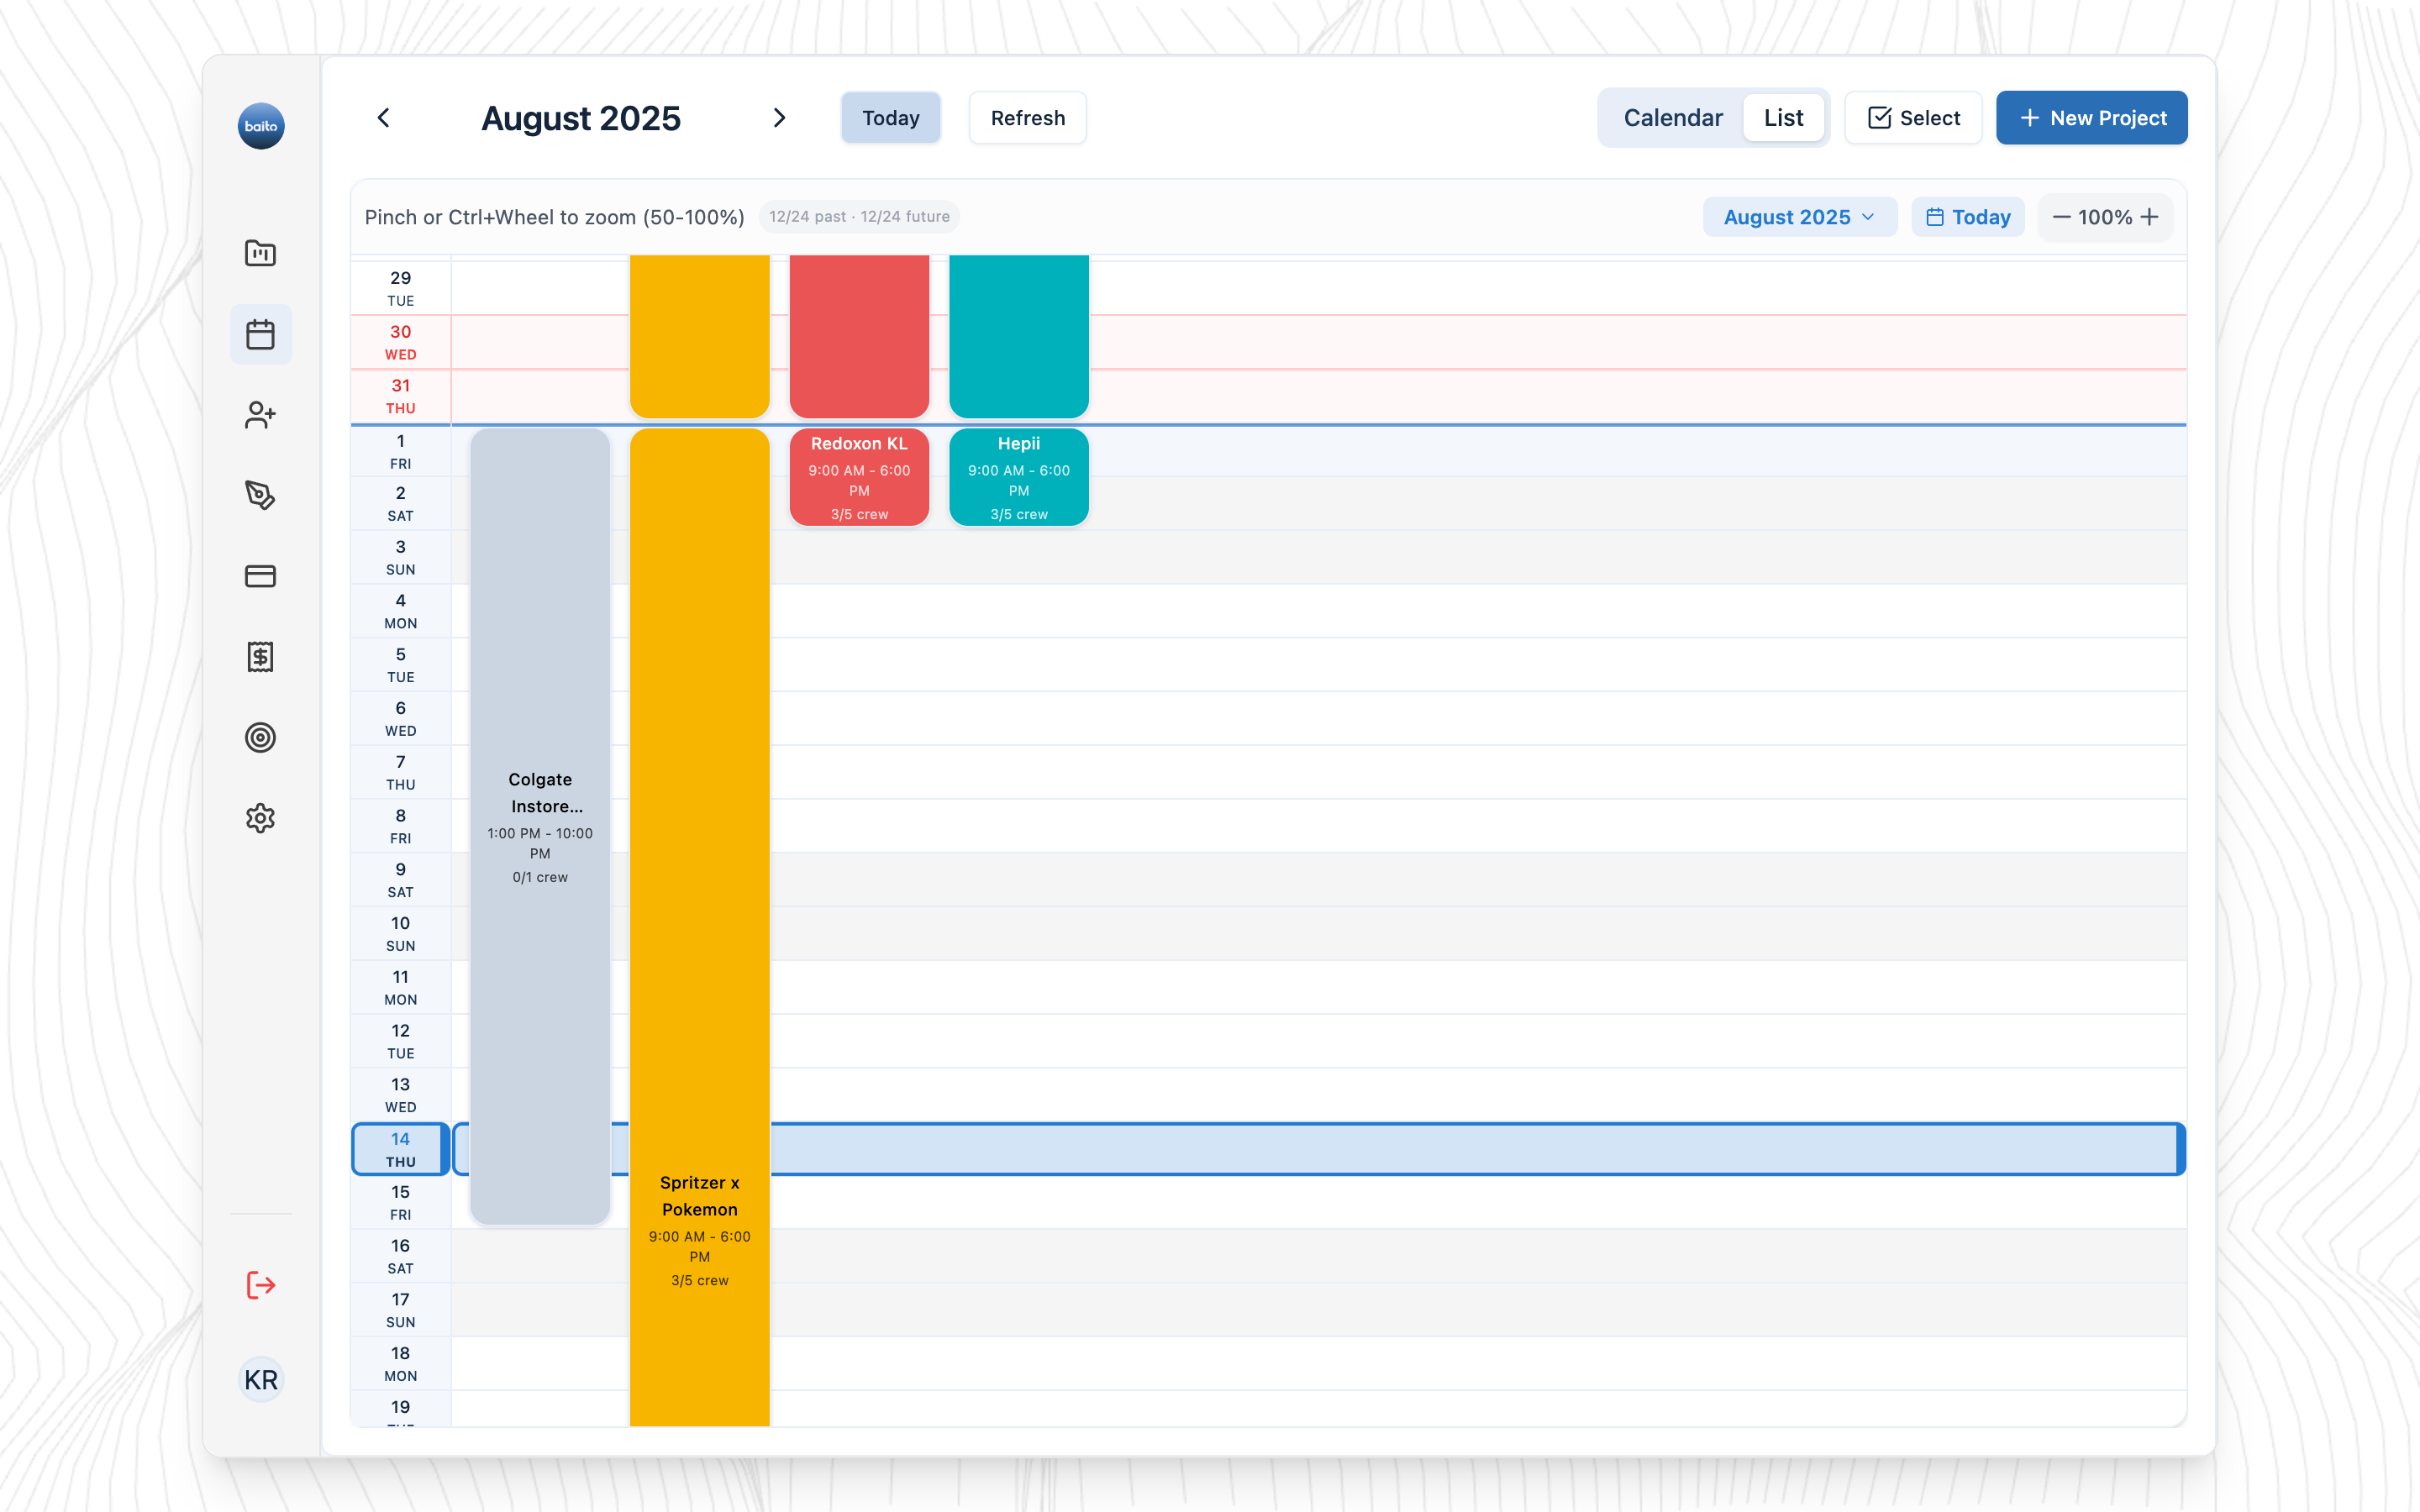 baito
August 2025
Today
Refresh
Calendar
List
Select
New Project
Pinch or Ctrl+Wheel to zoom (50-100%)
12/24 past · 12/24 future
August 2025
Today
100%
29
TUE
30
WED
31
THU
1
FRI
Redoxon KL
9:00 AM - 6:00
PM
3/5 crew
Hepii
9:00 AM - 6:00
PM
3/5 crew
2
SAT
3
SUN
4
MON
5
TUE
6
WED
7
THU
Colgate
Instore...
1:00 PM - 10:00
PM
0/1 crew
8
FRI
9
SAT
10
SUN
11
MON
12
TUE
13
WED
14
THU
Spritzer x
Pokemon
9:00 AM - 6:00
PM
3/5 crew
15
FRI
16
SAT
17
SUN
18
MON
19
KR